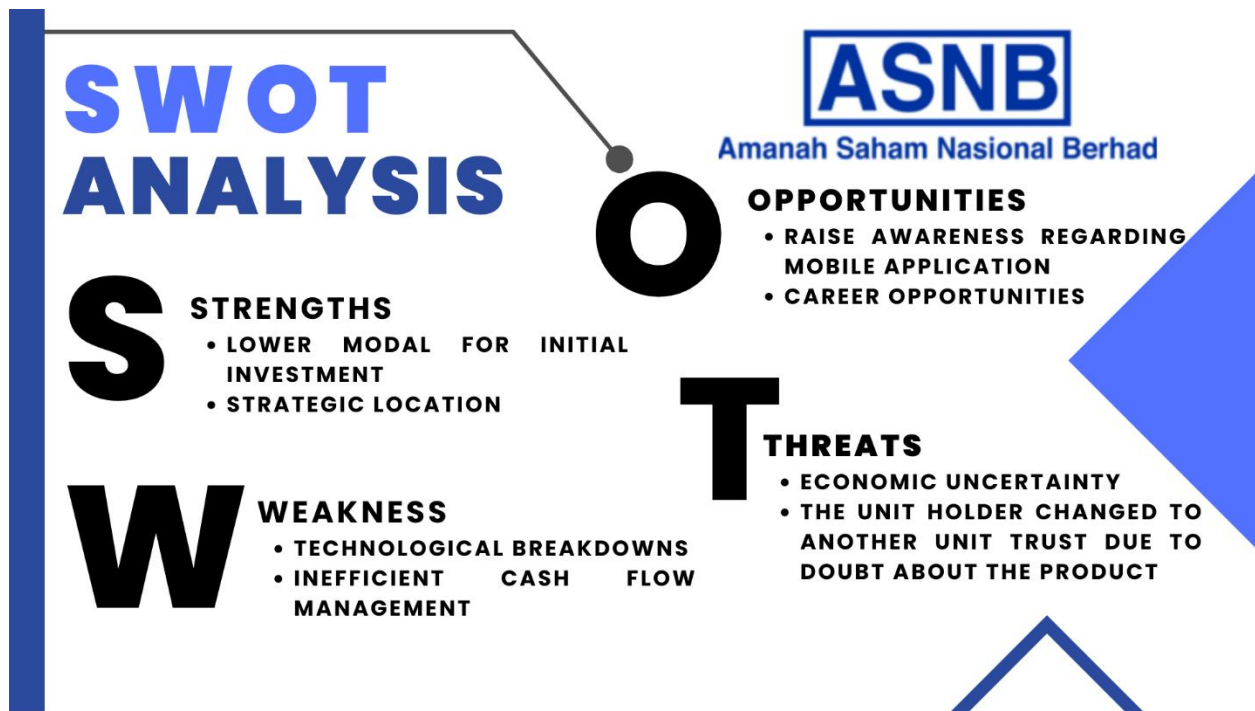 SWOT
ANALYSIS
ASNB
Amanah Saham Nasional Berhad
S
STRENGTHS
• LOWER MODAL FOR INITIAL
INVESTMENT
• STRATEGIC LOCATION
W
WEAKNESS
• TECHNOLOGICAL BREAKDOWNS
• INEFFICIENT CASH FLOW
MANAGEMENT
O
OPPORTUNITIES
• RAISE AWARENESS REGARDING
MOBILE APPLICATION
• CAREER OPPORTUNITIES
T
THREATS
• ECONOMIC UNCERTAINTY
• THE UNIT HOLDER CHANGED TO
ANOTHER UNIT TRUST DUE TO
DOUBT ABOUT THE PRODUCT